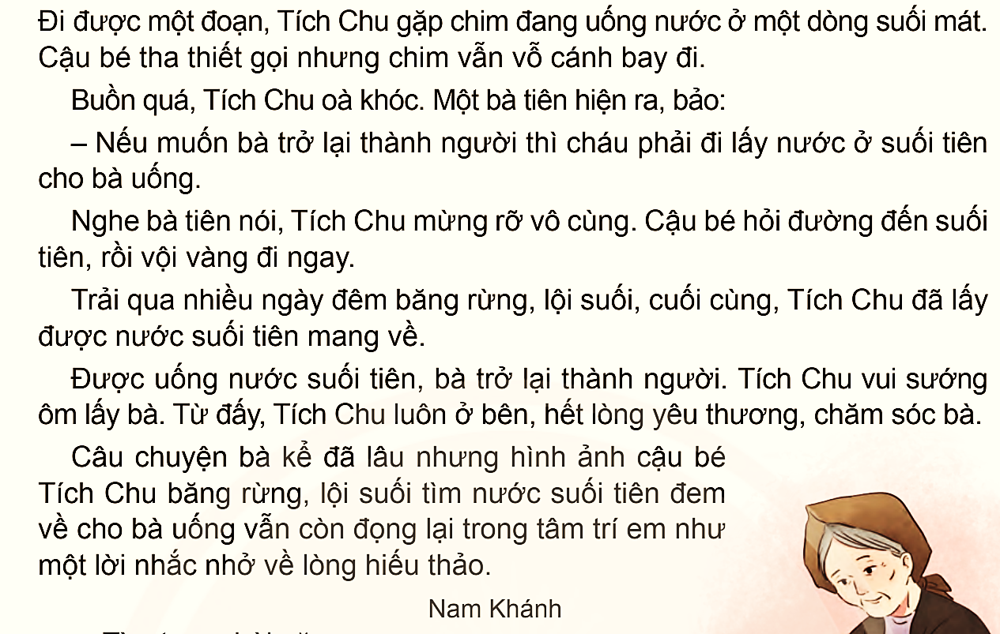 Đi được một đoạn, Tích Chu gặp chim đang uống nước ở một dòng suối mát.
Cậu bé tha thiết gọi nhưng chim vẫn vỗ cánh bay đi.
Buồn quá, Tích Chu oà khóc. Một bà tiên hiện ra, bảo:
– Nếu muốn bà trở lại thành người thì cháu phải đi lấy nước ở suối tiên
cho bà uống.
Nghe bà tiên nói, Tích Chu mừng rỡ vô cùng. Cậu bé hỏi đường đến suối
tiên, rồi vội vàng đi ngay.
Trải qua nhiều ngày đêm băng rừng, lội suối, cuối cùng, Tích Chu đã lấy
được nước suối tiên mang về.
Được uống nước suối tiên, bà trở lại thành người. Tích Chu vui sướng
ôm lấy bà. Từ đấy, Tích Chu luôn ở bên, hết lòng yêu thương, chăm sóc bà.
Câu chuyện bà kể đã lâu nhưng hình ảnh cậu bé
Tích Chu băng rừng, lội suối tìm nước suối tiên đem
về cho bà uống vẫn còn đọng lại trong tâm trí em như
một lời nhắc nhở về lòng hiếu thảo.
Nam Khánh